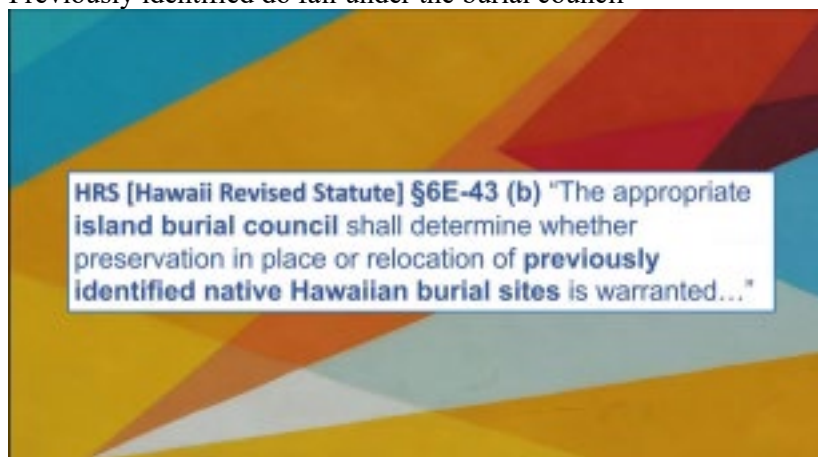 Previously identified do fall under the burial council
HRS [Hawaii Revised Statute] §6E-43 (b) “The appropriate
island burial council shall determine whether
preservation in place or relocation of previously
identified native Hawaiian burial sites is warranted…”